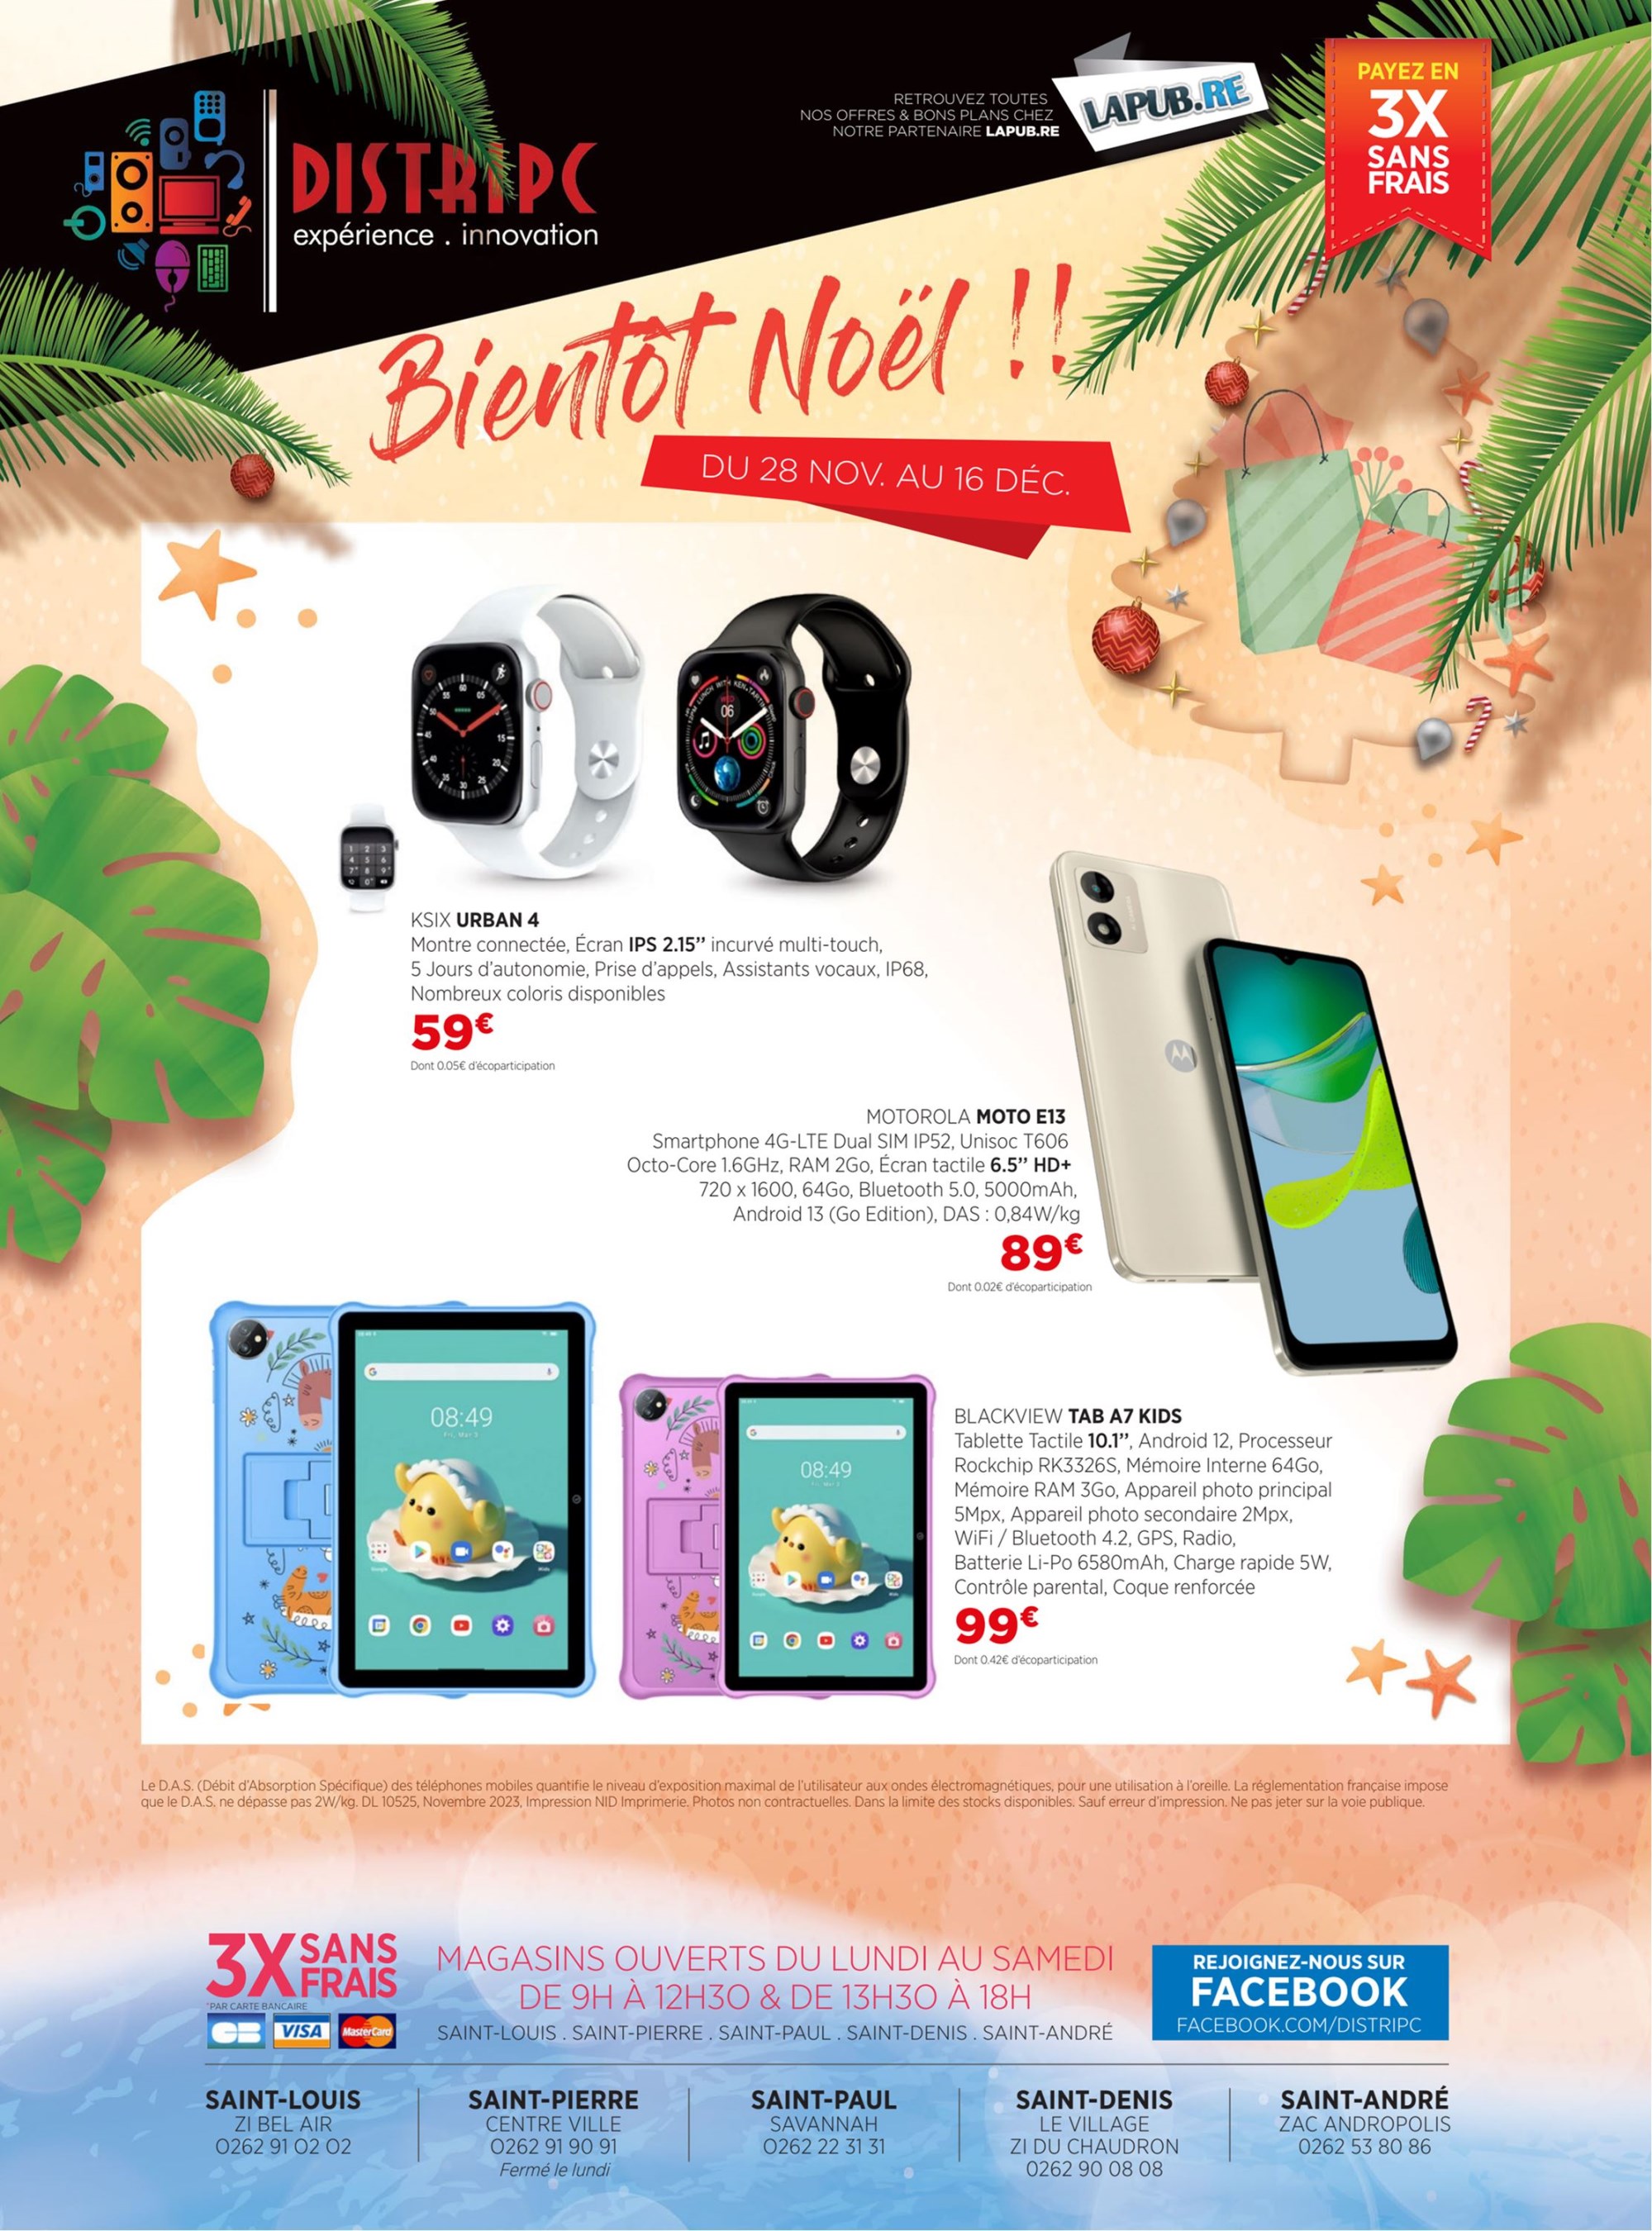 DISTRIPC
expérience . innovation
RETROUVEZ TOUTES
NOS OFFRES & BONS PLANS CHEZ
NOTRE PARTENAIRE LAPUB.RE
LAPUB.RE
PAYEZ EN
3X
SANS
FRAIS
Bientôt Noël !!
DU 28 NOV. AU 16 DÉC.
KSIX URBAN 4
Montre connectée, Écran IPS 2.15’’ incurvé multi-touch,
5 Jours d'autonomie, Prise d'appels, Assistants vocaux, IP68,
Nombreux coloris disponibles
59€
Dont 0.05€ d'écoparticipation
MOTOROLA MOTO E13
Smartphone 4G-LTE Dual SIM IP52, Unisoc T606
Octo-Core 1.6GHz, RAM 2Go, Écran tactile 6.5’’ HD+
720 x 1600, 64Go, Bluetooth 5.0, 5000mAh,
Android 13 (Go Edition), DAS : 0,84W/kg
89€
Dont 0.02€ d'écoparticipation
08:49
08:49
BLACKVIEW TAB A7 KIDS
Tablette Tactile 10.1’’, Android 12, Processeur
Rockchip RK3326S, Mémoire Interne 64Go,
Mémoire RAM 3Go, Appareil photo principal
5Mpx, Appareil photo secondaire 2Mpx,
WiFi / Bluetooth 4.2, GPS, Radio,
Batterie Li-Po 6580mAh, Charge rapide 5W,
Contrôle parental, Coque renforcée
99€
Dont 0.42€ d'écoparticipation
Le D.A.S. (Débit d'Absorption Spécifique) des téléphones mobiles quantifie le niveau d'exposition maximal de l'utilisateur aux ondes électromagnétiques, pour une utilisation à l'oreille. La réglementation française impose
que le D.A.S. ne dépasse pas 2W/kg. DL 10525, Novembre 2023, Impression NID Imprimerie. Photos non contractuelles. Dans la limite des stocks disponibles. Sauf erreur d'impression. Ne pas jeter sur la voie publique.
3X SANS
FRAIS
*PAR CARTE BANCAIRE
CB VISA MasterCard
MAGASINS OUVERTS DU LUNDI AU SAMEDI
DE 9H À 12H30 & DE 13H30 À 18H
SAINT-LOUIS . SAINT-PIERRE . SAINT-PAUL . SAINT-DENIS . SAINT-ANDRÉ
REJOIGNEZ-NOUS SUR
FACEBOOK
FACEBOOK.COM/DISTRIPC
SAINT-LOUIS
ZI BEL AIR
0262 91 02 02
SAINT-PIERRE
CENTRE VILLE
0262 91 90 91
Fermé le lundi
SAINT-PAUL
SAVANNAH
0262 22 31 31
SAINT-DENIS
LE VILLAGE
ZI DU CHAUDRON
0262 90 08 08
SAINT-ANDRÉ
ZAC ANDROPOLIS
0262 53 80 86